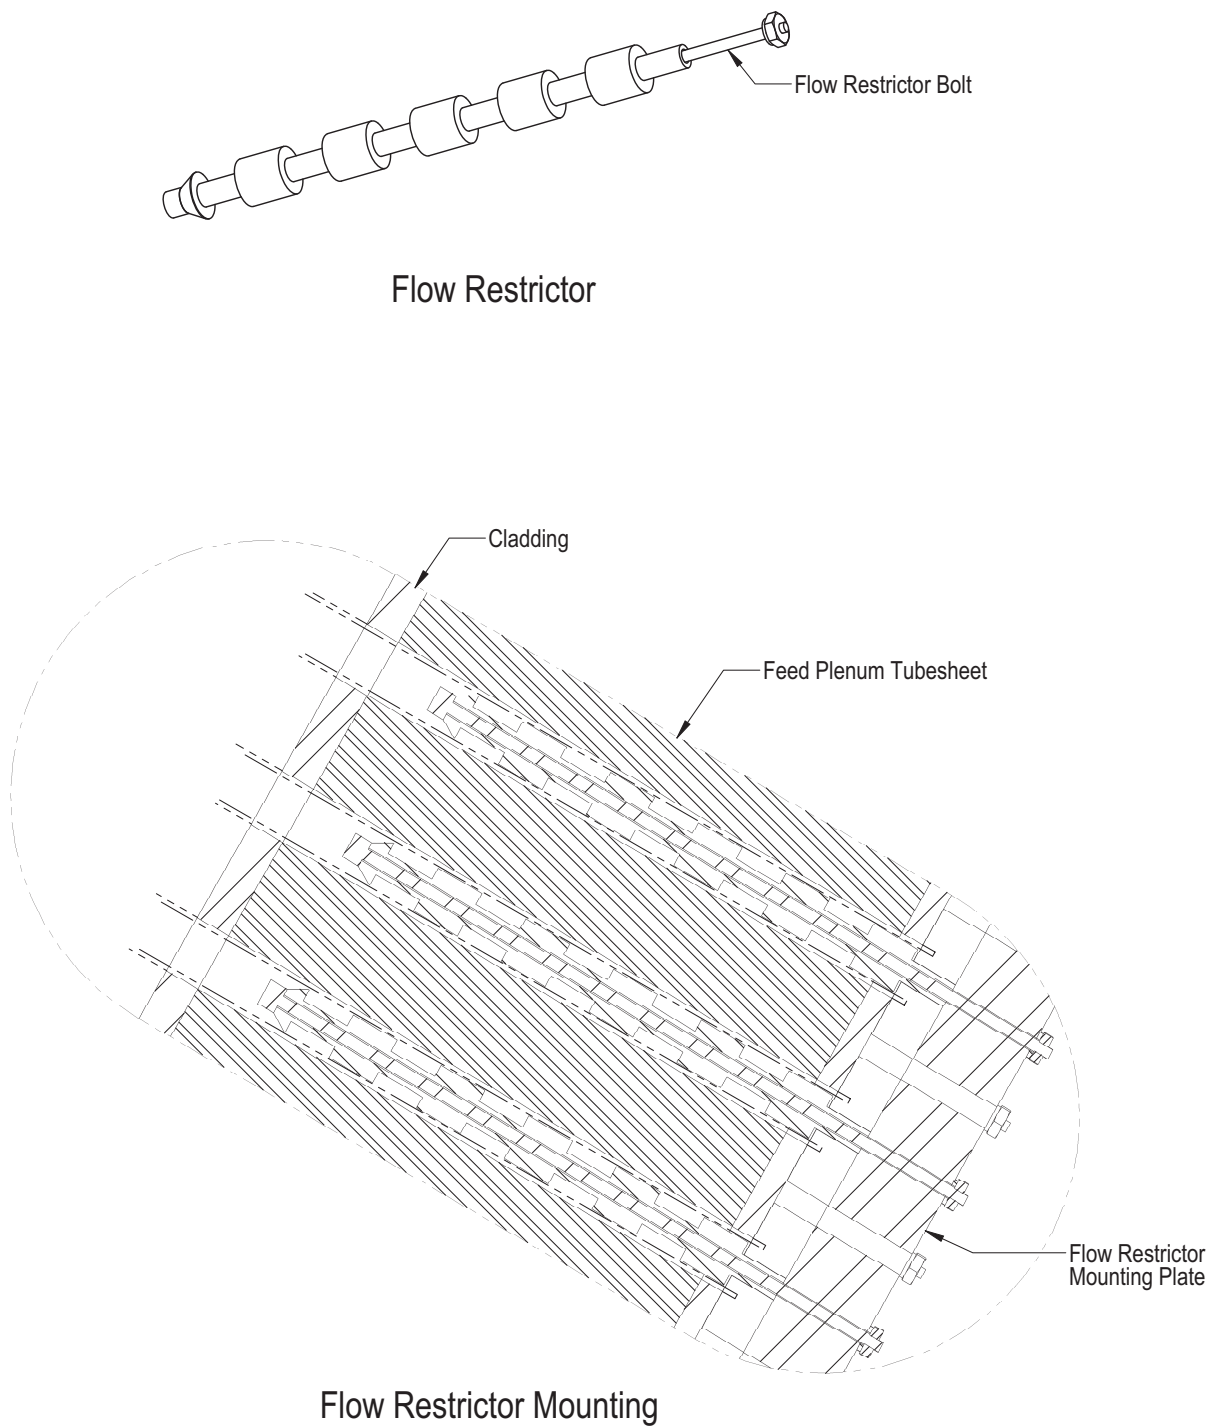 Flow Restrictor Bolt
Flow Restrictor
Cladding
Feed Plenum Tubesheet
Flow Restrictor
Mounting Plate
Flow Restrictor Mounting